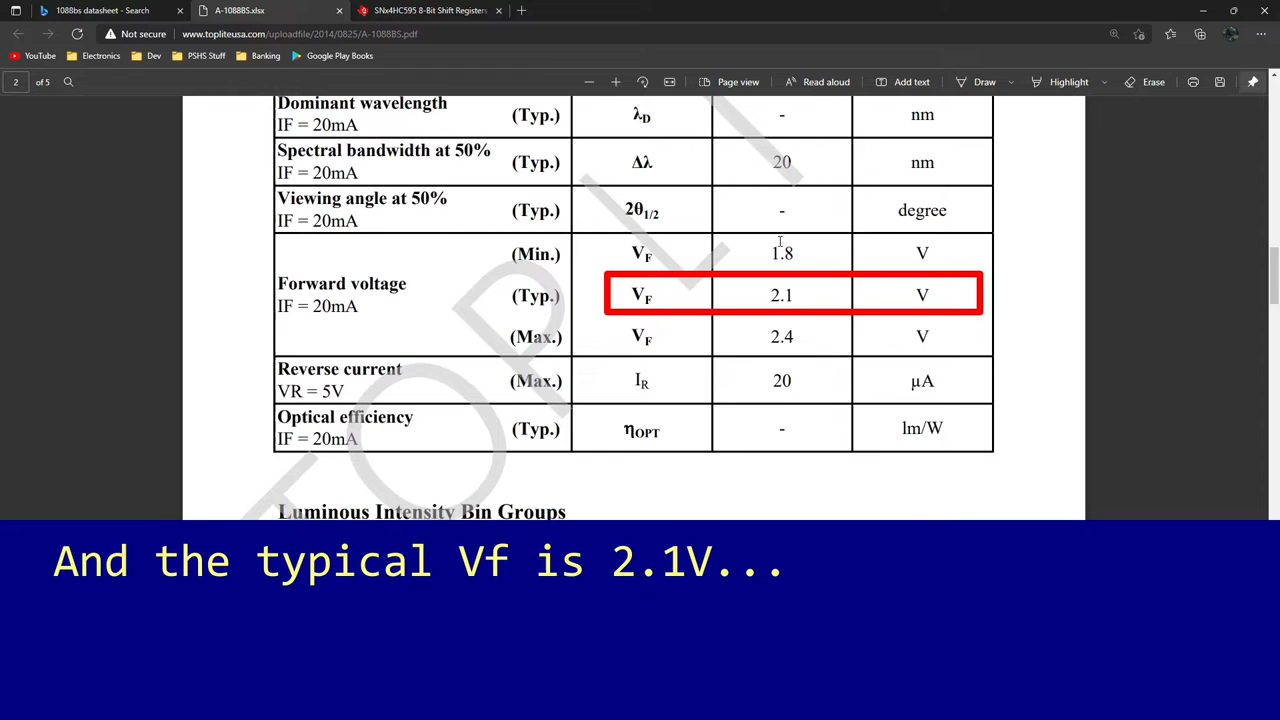 1088bs datasheet - Search
A-1088BS.xlsx
SNx4HC595 8-Bit Shift Registers
Not secure
www.topliteusa.com/uploadfile/2014/0825/A-1088BS.pdf
YouTube
Electronics
Dev
PSHS Stuff
Banking
Google Play Books
2 of 5
Page view
Read aloud
Add text
Draw
Highlight
Erase
Dominant wavelength
IF = 20mA
(Typ.) λD - nm
Spectral bandwidth at 50%
IF = 20mA
(Typ.) Δλ 20 nm
Viewing angle at 50%
IF = 20mA
(Typ.) 2θ1/2 - degree
(Min.) VF 1.8 V
Forward voltage
IF = 20mA
(Typ.) VF 2.1 V
(Max.) VF 2.4 V
Reverse current
VR = 5V
(Max.) IR 20 µA
Optical efficiency
IF = 20mA
(Typ.) ηOPT - lm/W
Luminous Intensity Bin Groups
TOPLI
And the typical Vf is 2.1V...